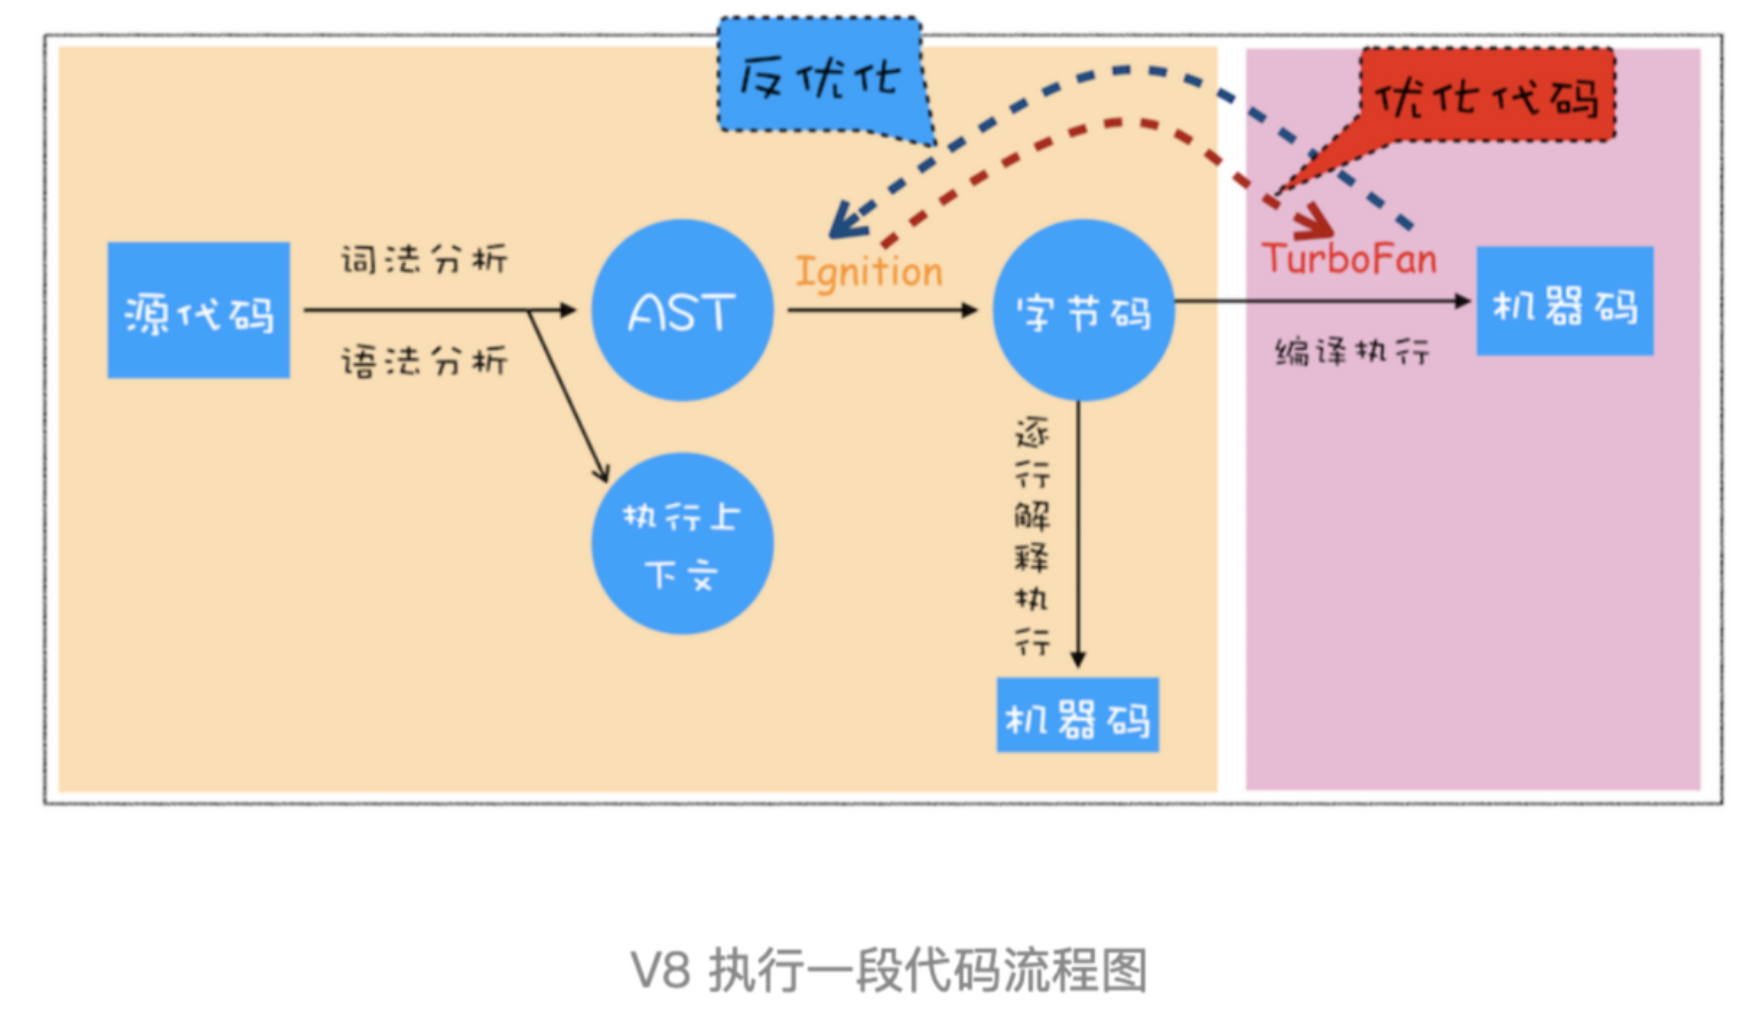 反优化
优化代码
源代码
词法分析
语法分析
AST
Ignition
字节码
TurboFan
编译执行
机器码
执行上
下文
逐行解释执行
机器码
V8 执行一段代码流程图